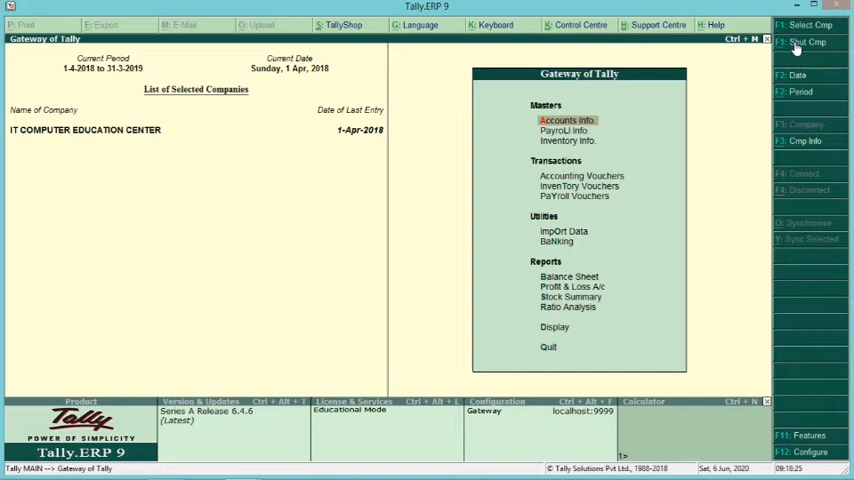 Tally.ERP 9
P: Print
E: Export
M: E-Mail
O: Upload
S: TallyShop
G: Language
K: Keyboard
K: Control Centre
H: Support Centre
H: Help
F1: Select Cmp
F1: Shut Cmp
F2: Date
F2: Period
F3: Company
F3: Cmp Info
F4: Connect
F4: Disconnect
O: Synchronise
Y: Sync Selected
F11: Features
F12: Configure
Gateway of Tally
Ctrl + M
Current Period
1-4-2018 to 31-3-2019
Current Date
Sunday, 1 Apr, 2018
List of Selected Companies
Name of Company
Date of Last Entry
IT COMPUTER EDUCATION CENTER
1-Apr-2018
Gateway of Tally
Masters
Accounts Info.
PayroLl Info.
Inventory Info.
Transactions
Accounting Vouchers
InvenTory Vouchers
PaYroll Vouchers
Utilities
ImpOrt Data
BaNking
Reports
Balance Sheet
Profit & Loss A/c
Stock Summary
Ratio Analysis
Display
Quit
Product
Tally
POWER OF SIMPLICITY
Tally.ERP 9
Version & Updates Ctrl + Alt + T
Series A Release 6.4.6
(Latest)
License & Services Ctrl + Alt + L
Educational Mode
Configuration Ctrl + Alt + F
Gateway localhost:9999
Calculator Ctrl + N
1>
Tally MAIN --> Gateway of Tally
© Tally Solutions Pvt Ltd., 1988-2018
Sat, 6 Jun, 2020
09:18:25